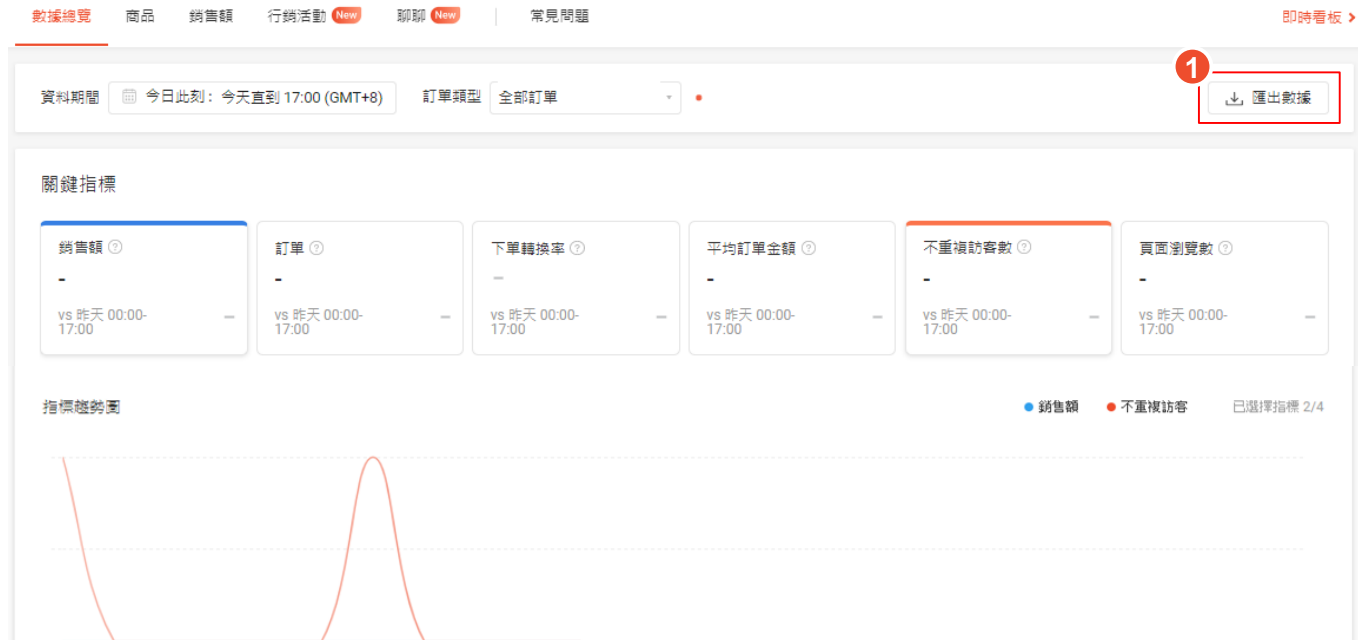 數據總覽 商品 銷售額 行銷活動 New 聊聊 New 常見問題 即時看板
1
資料期間 今日此刻：今天直到 17:00 (GMT+8) 訂單類型 全部訂單 匯出數據
關鍵指標
銷售額 ? 訂單 ? 下單轉換率 ? 平均訂單金額 ? 不重複訪客數 ? 頁面瀏覽數 ?
- - - - - -
vs 昨天 00:00- – vs 昨天 00:00- – vs 昨天 00:00- – vs 昨天 00:00- – vs 昨天 00:00- – vs 昨天 00:00- –
17:00 17:00 17:00 17:00 17:00 17:00
指標趨勢圖 銷售額 不重複訪客 已選擇指標 2/4